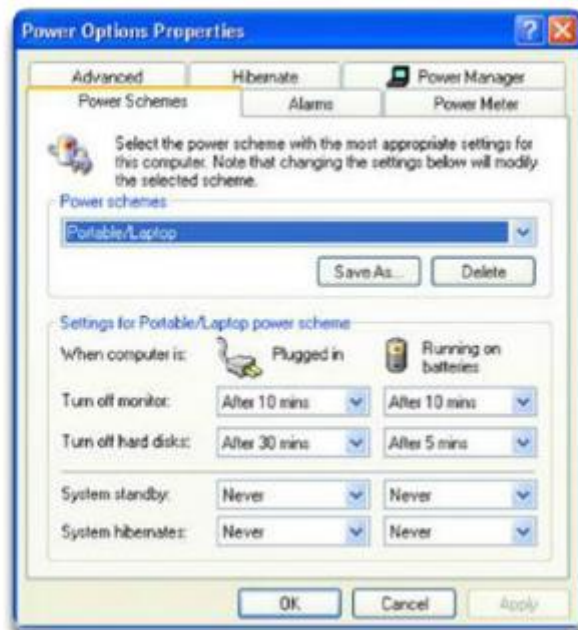 Power Options Properties
Advanced Hibernate Power Manager
Power Schemes Alarms Power Meter
Select the power scheme with the most appropriate settings for
this computer. Note that changing the settings below will modify
the selected scheme.
Power schemes
Portable/Laptop
Save As... Delete
Settings for Portable/Laptop power scheme
When computer is: Plugged in Running on
batteries
Turn off monitor: After 10 mins After 10 mins
Turn off hard disks: After 30 mins After 5 mins
System standby: Never Never
System hibernates: Never Never
OK Cancel Apply